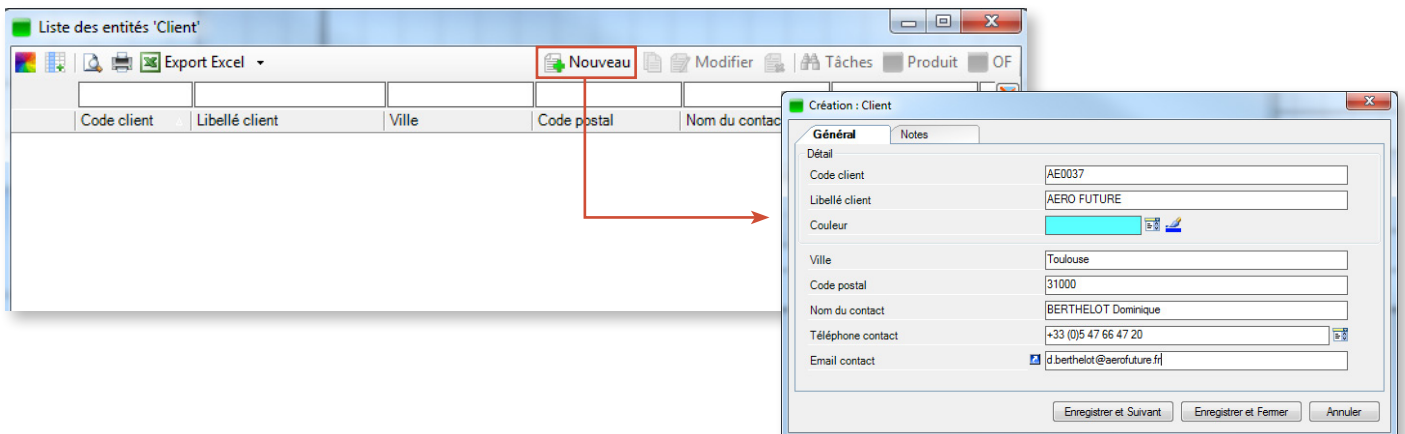 Liste des entités 'Client'
Export Excel Nouveau Modifier Tâches Produit OF
Code client Libellé client Ville Code postal Nom du contac
Création : Client
Général Notes
Détail
Code client AE0037
Libellé client AERO FUTURE
Couleur
Ville Toulouse
Code postal 31000
Nom du contact BERTHELOT Dominique
Téléphone contact +33 (0)5 47 66 47 20
Email contact d.berthelot@aerofuture.fr
Enregistrer et Suivant Enregistrer et Fermer Annuler